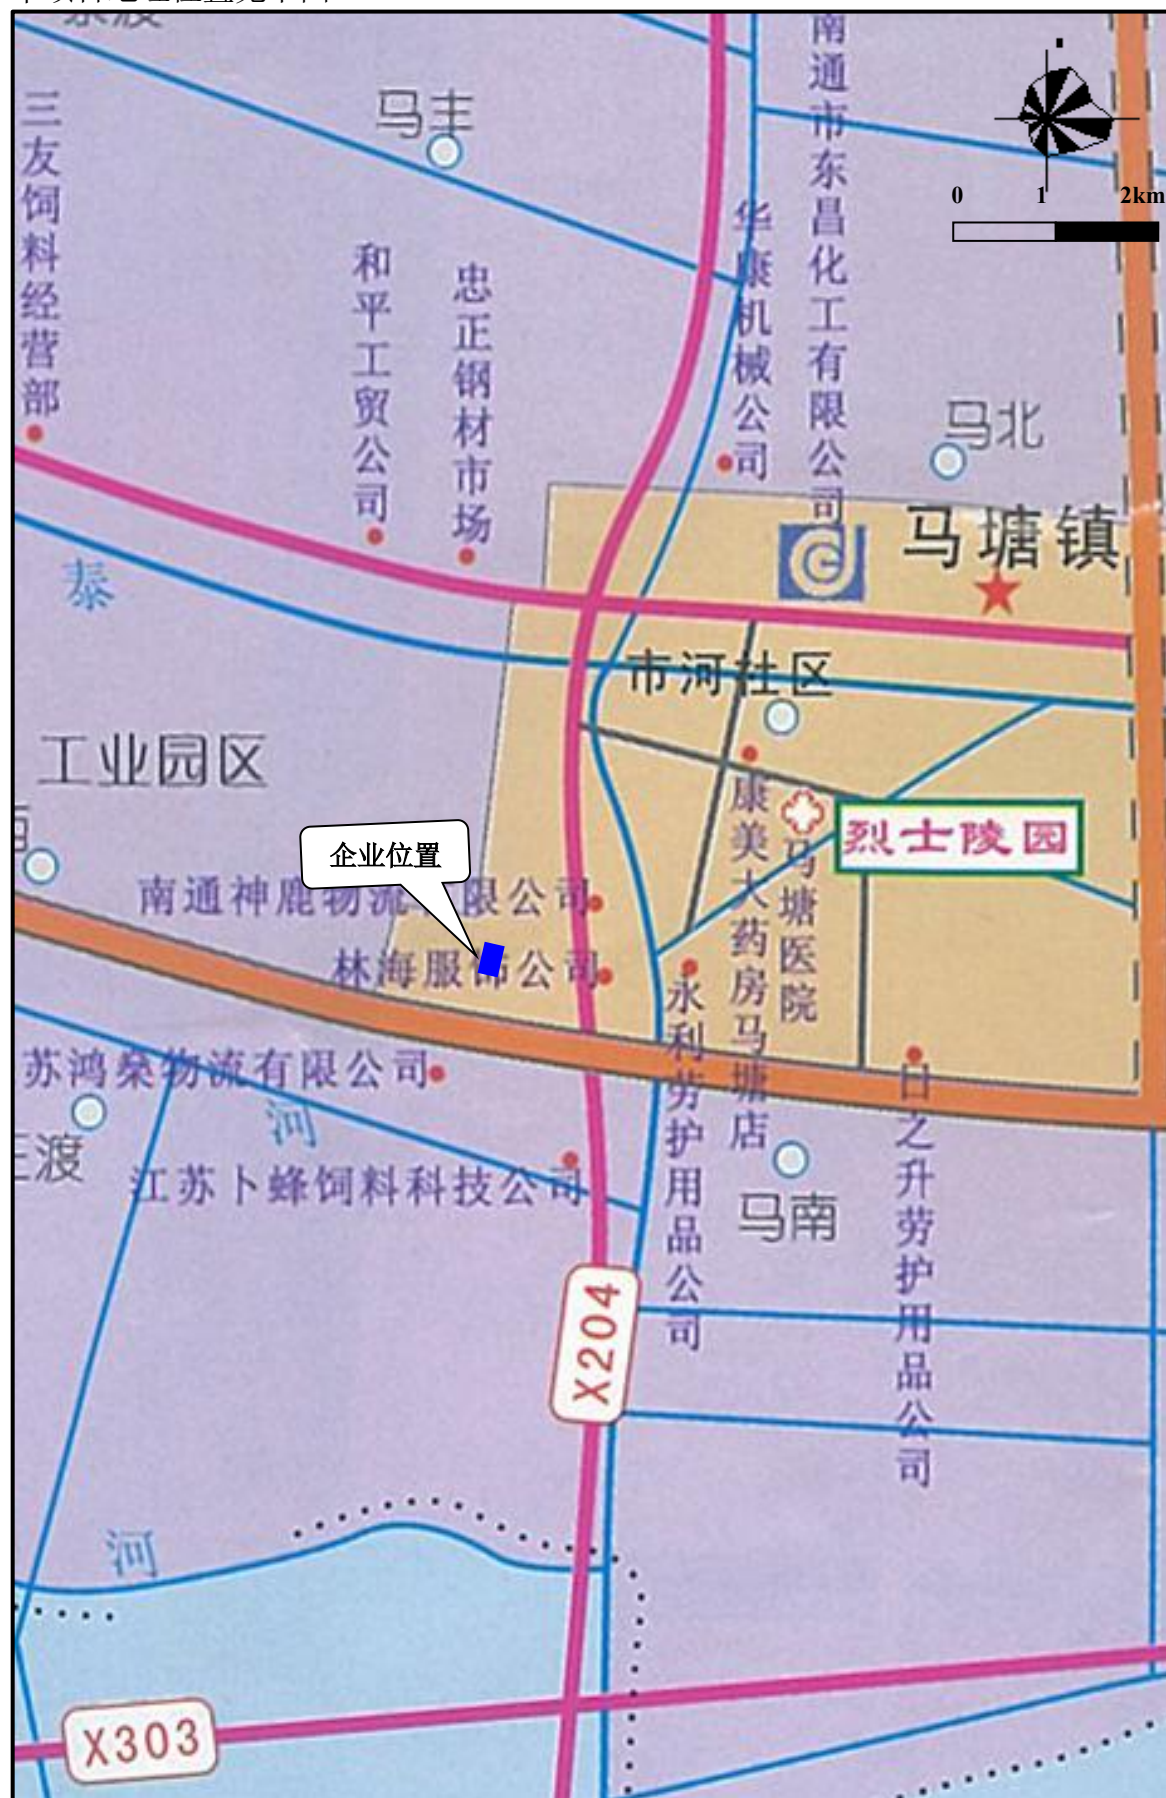 马丰
三友饲料经营部
和平工贸公司
忠正钢材市场
华康机械公司
南通市东昌化工有限公司
0 1 2km
马北
马塘镇
泰
市河社区
工业园区
企业位置
烈士陵园
南通神鹿物流有限公司
林海服饰公司
康美大药房马塘店
马塘医院
永利劳护用品公司
日之升劳护用品公司
苏鸿燊物流有限公司
河
渡
江苏卜蜂饲料科技公司
马南
X204
河
X303